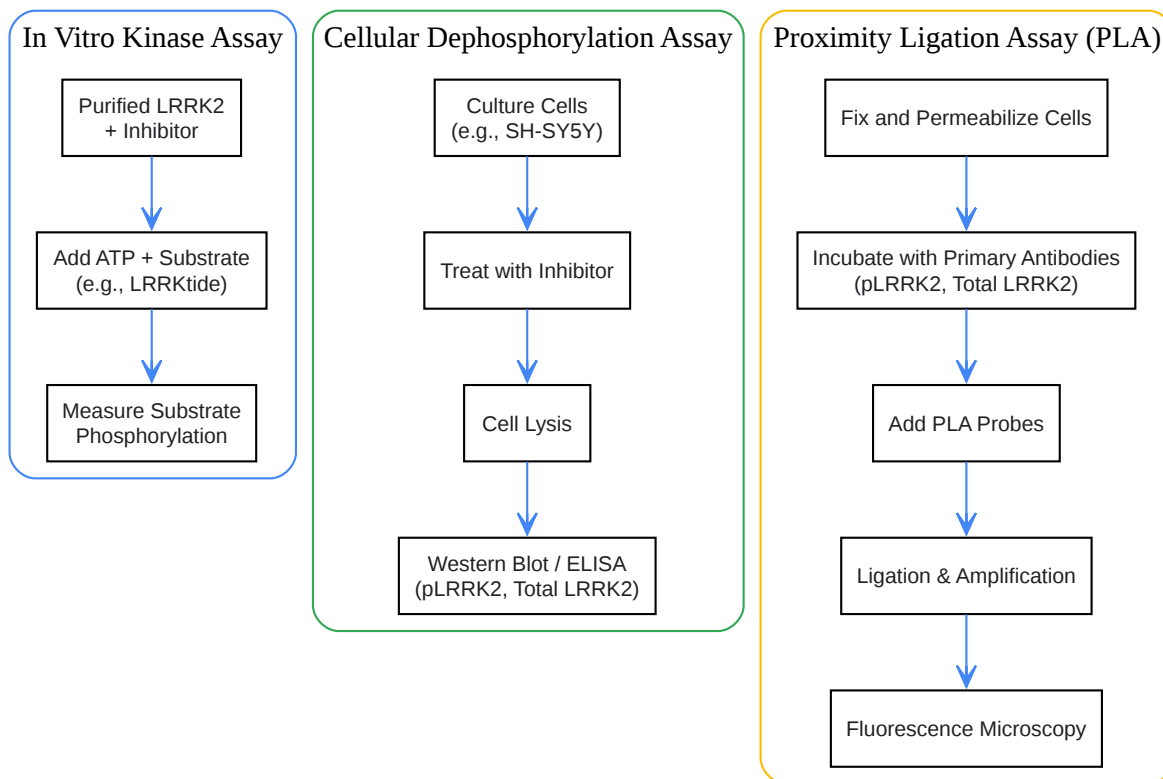 In Vitro Kinase Assay
Purified LRRK2
+ Inhibitor
Add ATP + Substrate
(e.g., LRRKtide)
Measure Substrate
Phosphorylation
Cellular Dephosphorylation Assay
Culture Cells
(e.g., SH-SY5Y)
Treat with Inhibitor
Cell Lysis
Western Blot / ELISA
(pLRRK2, Total LRRK2)
Proximity Ligation Assay (PLA)
Fix and Permeabilize Cells
Incubate with Primary Antibodies
(pLRRK2, Total LRRK2)
Add PLA Probes
Ligation & Amplification
Fluorescence Microscopy